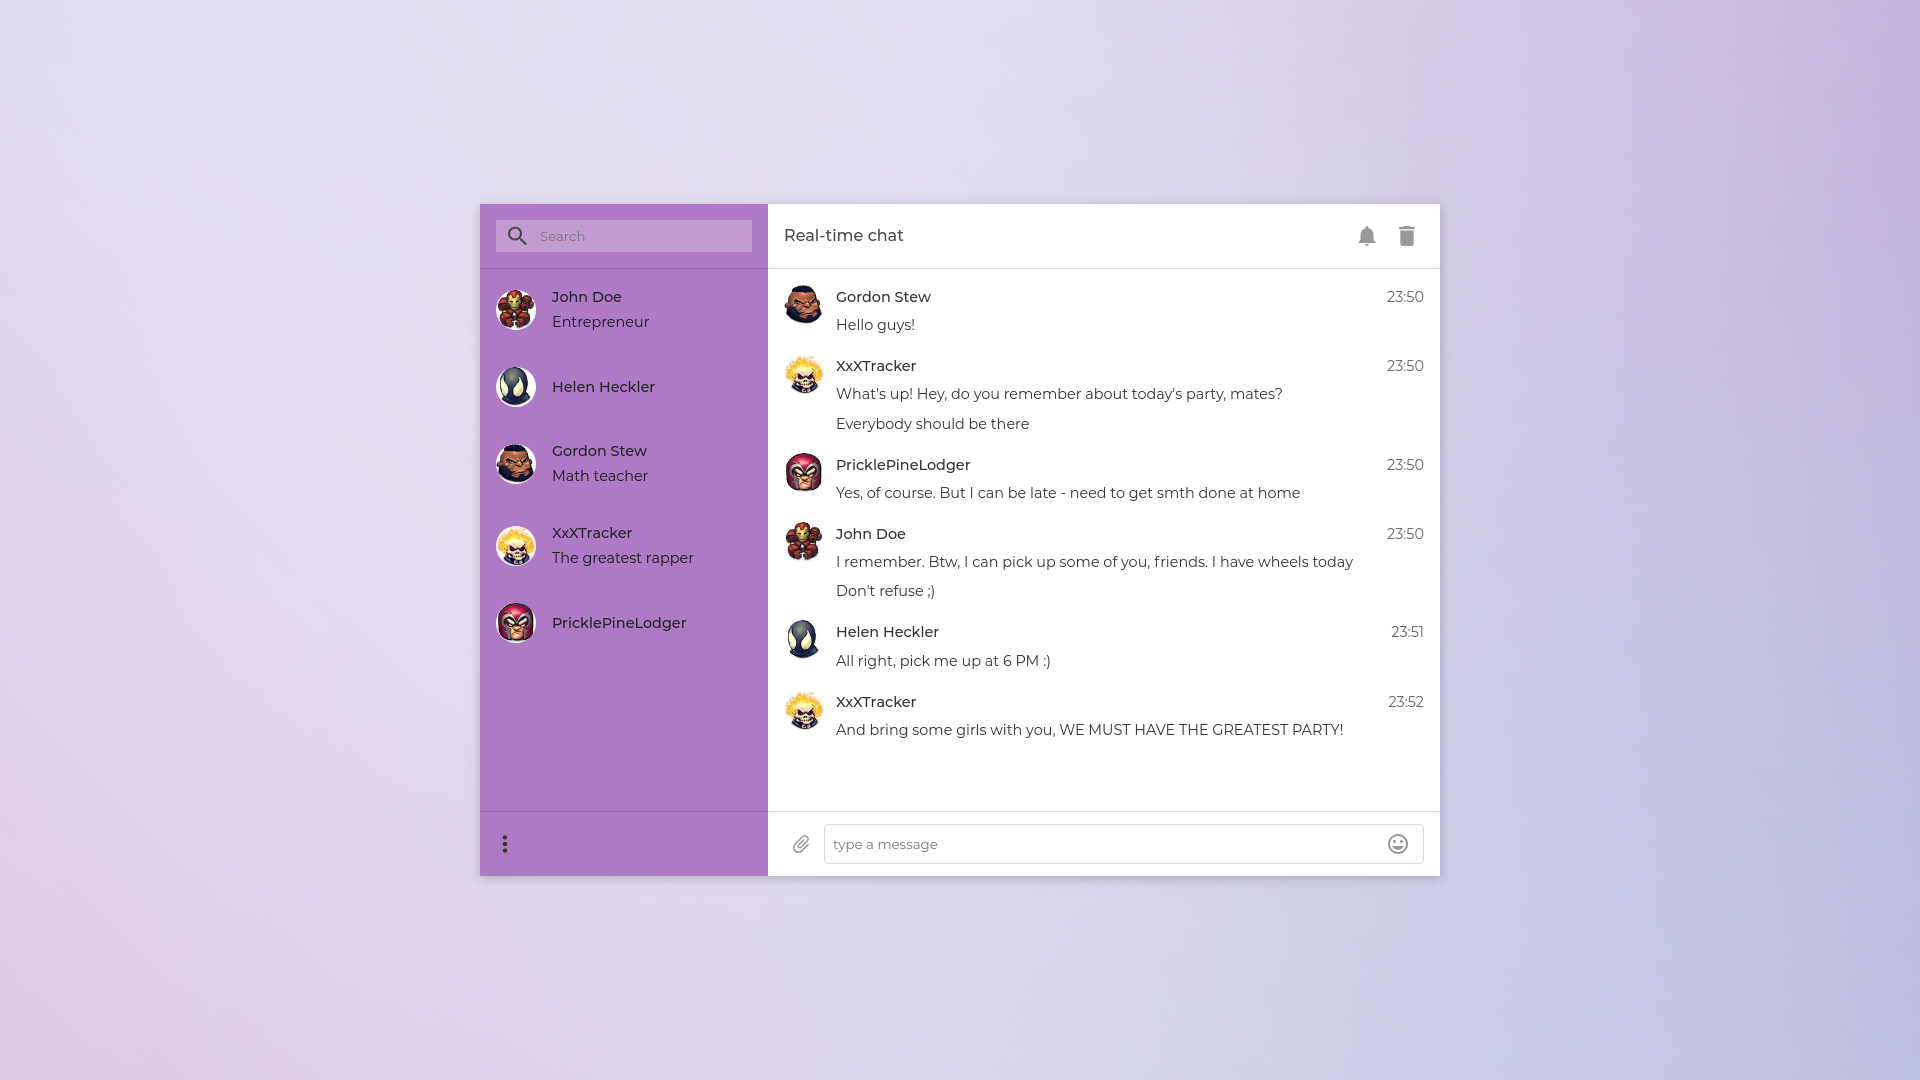 Search
John Doe
Entrepreneur
Helen Heckler
Gordon Stew
Math teacher
XxXTracker
The greatest rapper
PricklePineLodger
Real-time chat
Gordon Stew 23:50
Hello guys!
XxXTracker 23:50
What's up! Hey, do you remember about today's party, mates?
Everybody should be there
PricklePineLodger 23:50
Yes, of course. But I can be late - need to get smth done at home
John Doe 23:50
I remember. Btw, I can pick up some of you, friends. I have wheels today
Don't refuse ;)
Helen Heckler 23:51
All right, pick me up at 6 PM :)
XxXTracker 23:52
And bring some girls with you, WE MUST HAVE THE GREATEST PARTY!
type a message